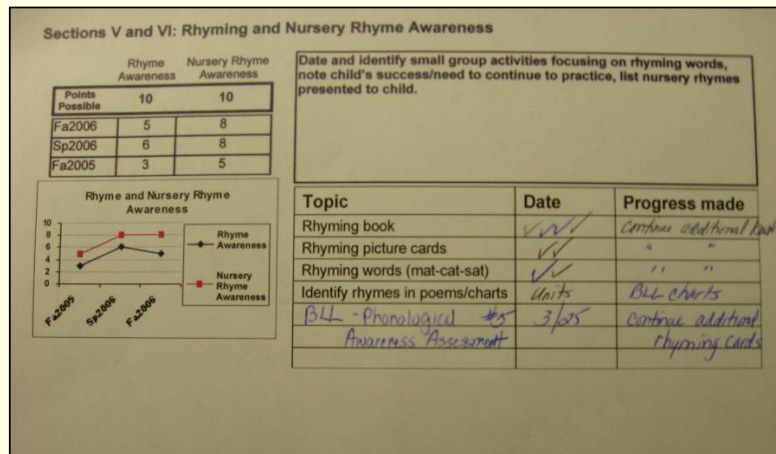 Sections V and VI: Rhyming and Nursery Rhyme Awareness
Rhyme Awareness Nursery Rhyme Awareness
Points Possible 10 10
Fa2006 5 8
Sp2006 6 8
Fa2005 3 5
Date and identify small group activities focusing on rhyming words,
note child's success/need to continue to practice, list nursery rhymes
presented to child.
Rhyme and Nursery Rhyme
Awareness
10
8
6
4
2
0
Fa2005 Sp2006 Fa2006
Rhyme
Awareness
Nursery
Rhyme
Awareness
Topic Date Progress made
Rhyming book ✓✓✓ Continue additional
Rhyming picture cards ✓✓ " "
Rhyming words (mat-cat-sat) ✓✓ " "
Identify rhymes in poems/charts Units BLL charts
BLL - Phonological #5 3/25 Continue additional
Awareness Assessment rhyming cards